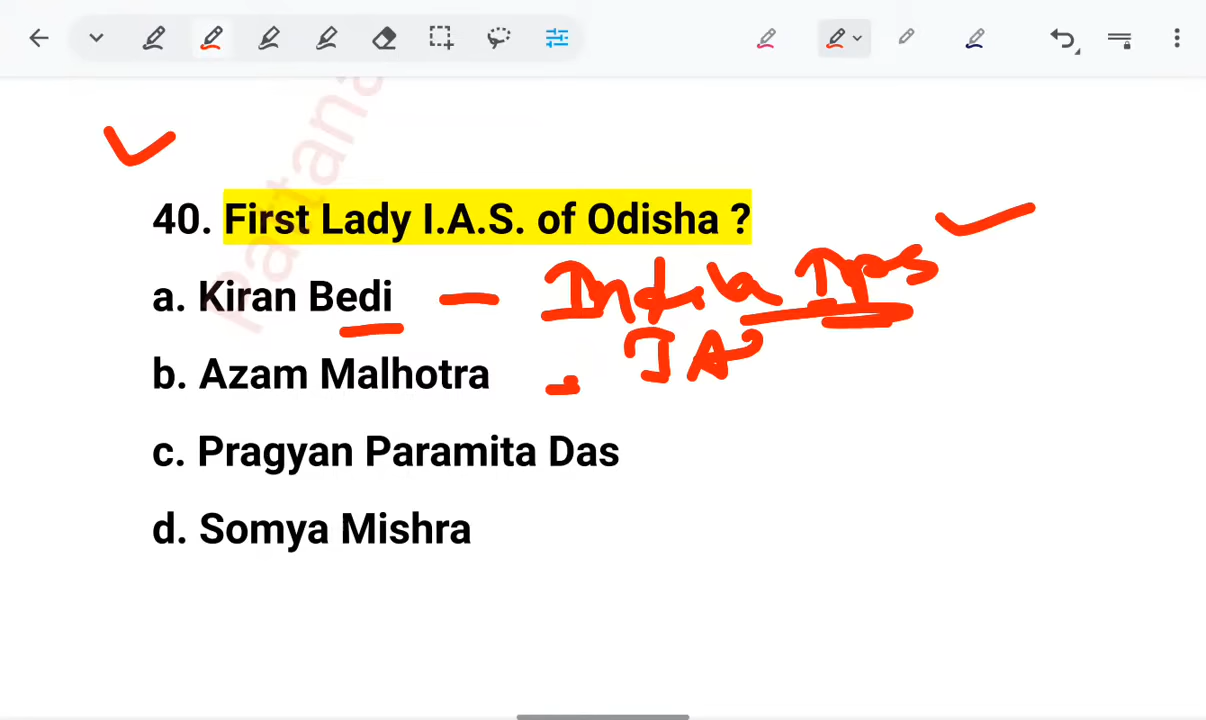 40. First Lady I.A.S. of Odisha ?
a. Kiran Bedi — India Ips
IAS
b. Azam Malhotra
c. Pragyan Paramita Das
d. Somya Mishra